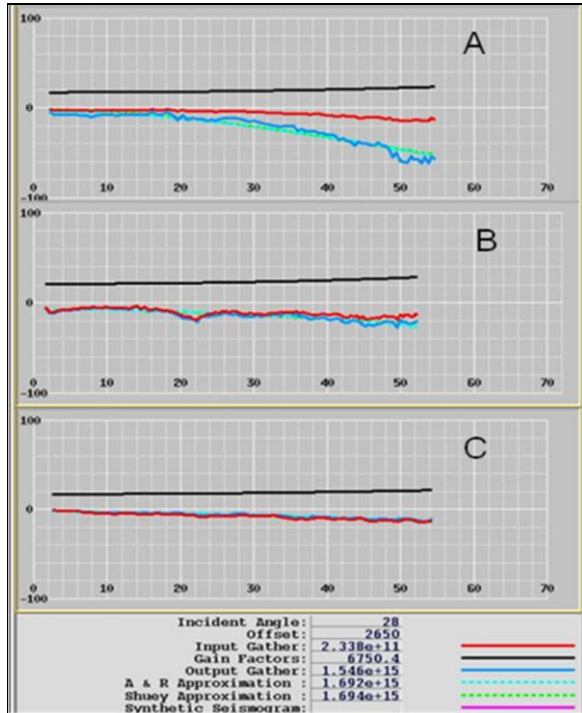 100
A
0
0 10 20 30 40 50 60 70
-100
100
B
0
0 10 20 30 40 50 60 70
-100
100
C
0
0 10 20 30 40 50 60 70
-100
Incident Angle: 28
Offset: 2650
Input Gather: 2.338e+11
Gain Factors: 6750.4
Output Gather: 1.546e+15
A & R Approximation : 1.692e+15
Shuey Approximation : 1.694e+15
Synthetic Seismogram: